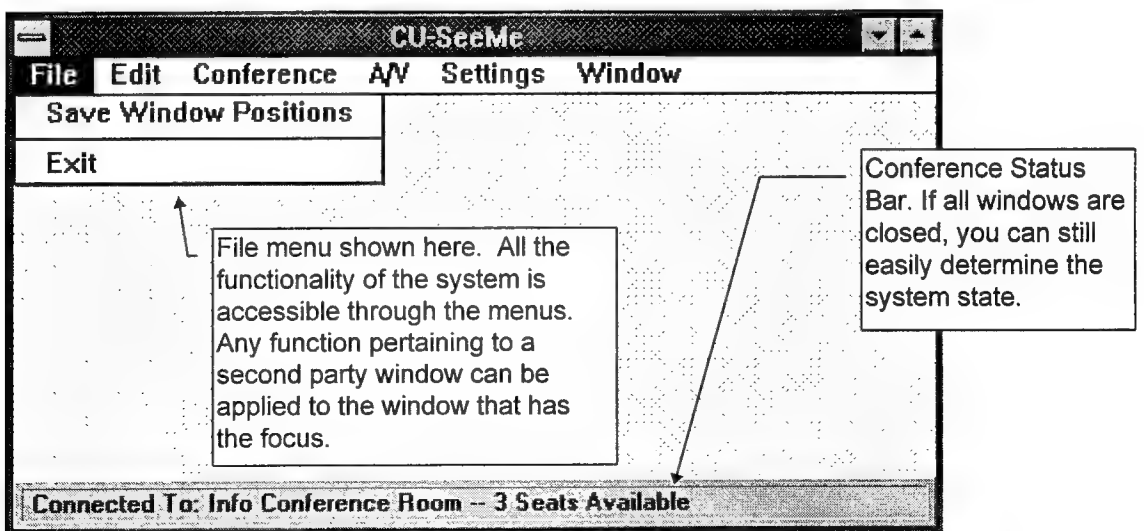 CU-SeeMe
File Edit Conference A/V Settings Window
Save Window Positions
Exit
Conference Status
Bar. If all windows are
closed, you can still
easily determine the
system state.
File menu shown here. All the
functionality of the system is
accessible through the menus.
Any function pertaining to a
second party window can be
applied to the window that has
the focus.
Connected To: Info Conference Room -- 3 Seats Available